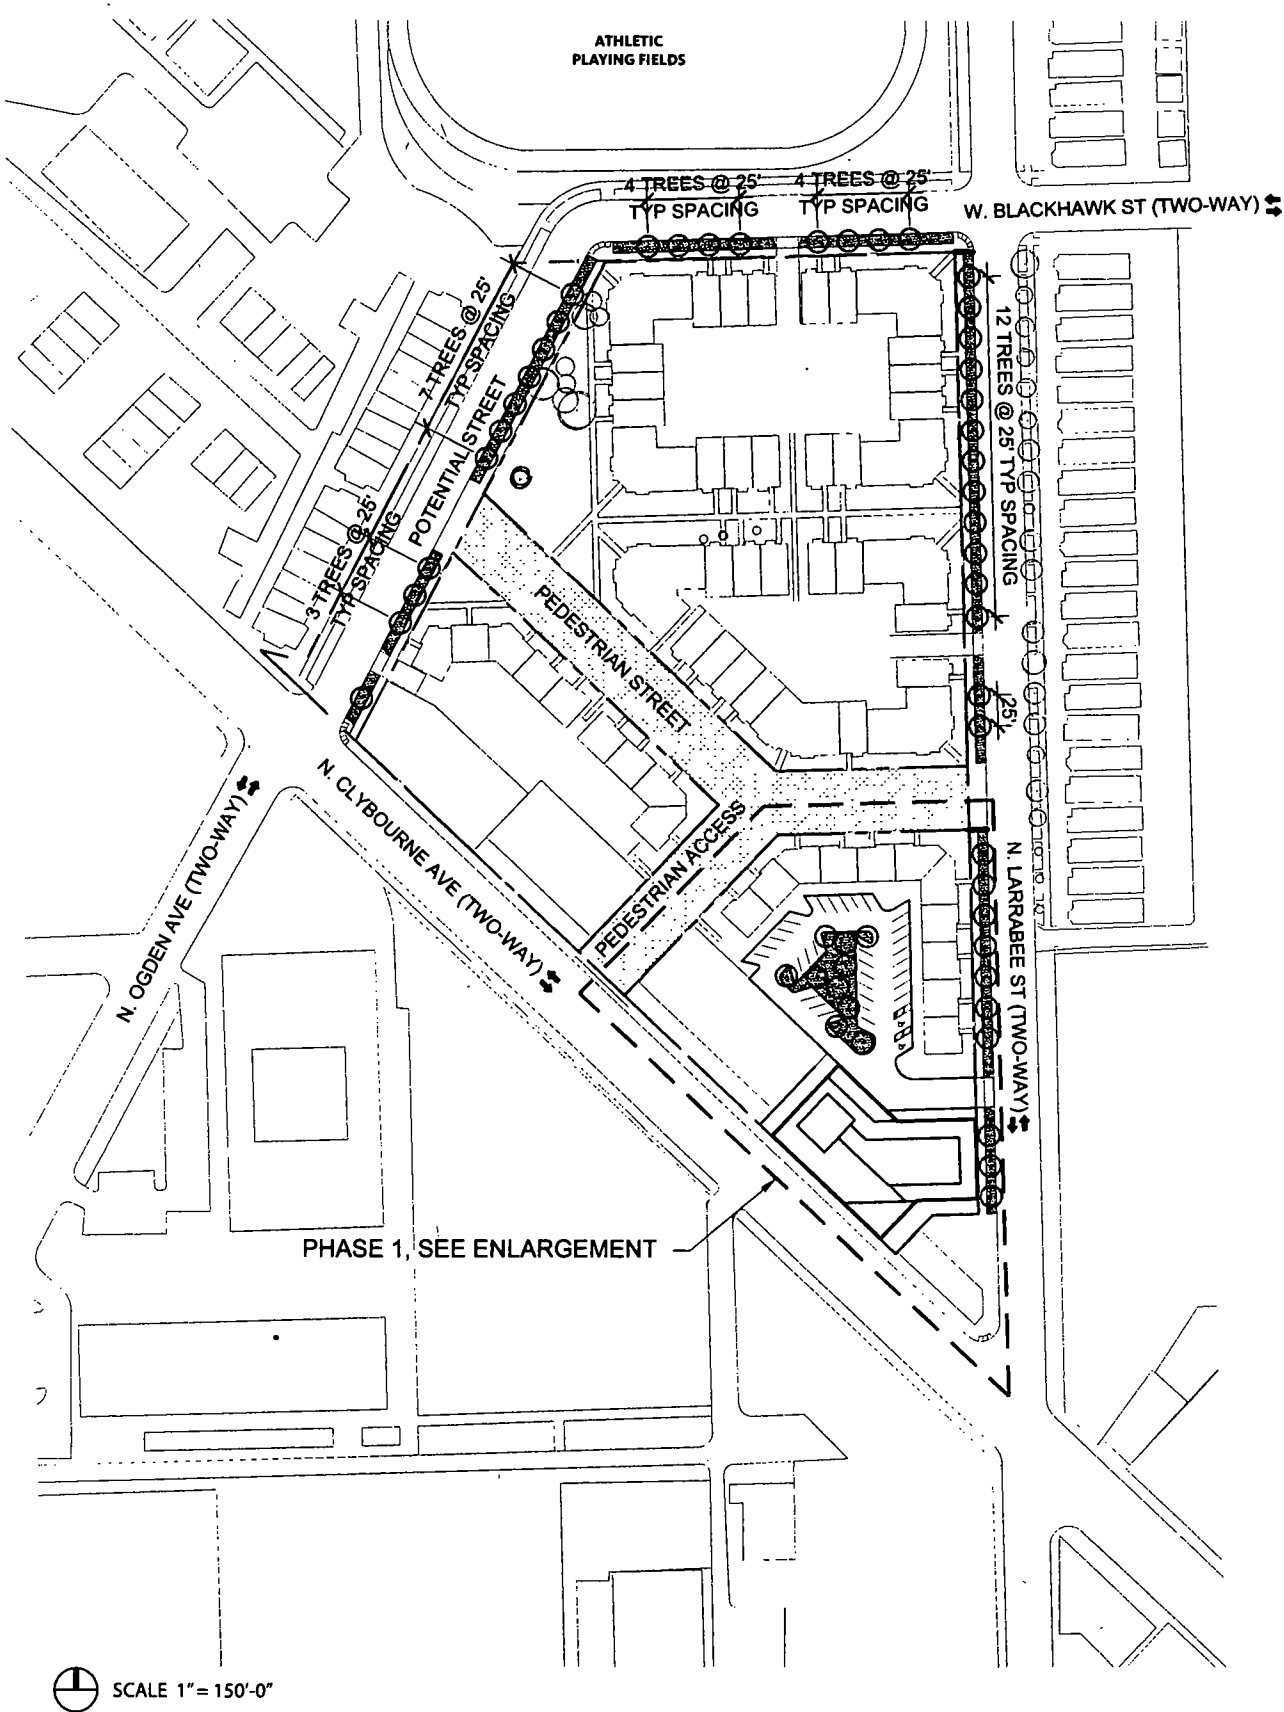 ATHLETIC
PLAYING FIELDS
4 TREES @ 25'
TYP SPACING
4 TREES @ 25'
TYP SPACING
W. BLACKHAWK ST (TWO-WAY)
7 TREES @ 25'
TYP SPACING
12 TREES @ 25' TYP SPACING
POTENTIAL STREET
3 TREES @ 25'
TYP SPACING
PEDESTRIAN STREET
25'
N. CLYBOURNE AVE (TWO-WAY)
PEDESTRIAN ACCESS
N. OGDEN AVE (TWO-WAY)
N. LARRABEE ST (TWO-WAY)
PHASE 1, SEE ENLARGEMENT
SCALE 1" = 150'-0"